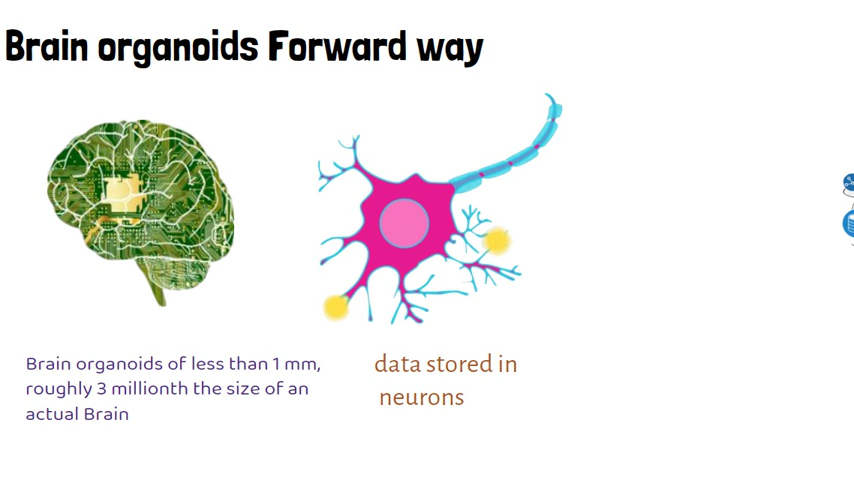 Brain organoids Forward way
Brain organoids of less than 1 mm,
roughly 3 millionth the size of an
actual Brain
data stored in
neurons